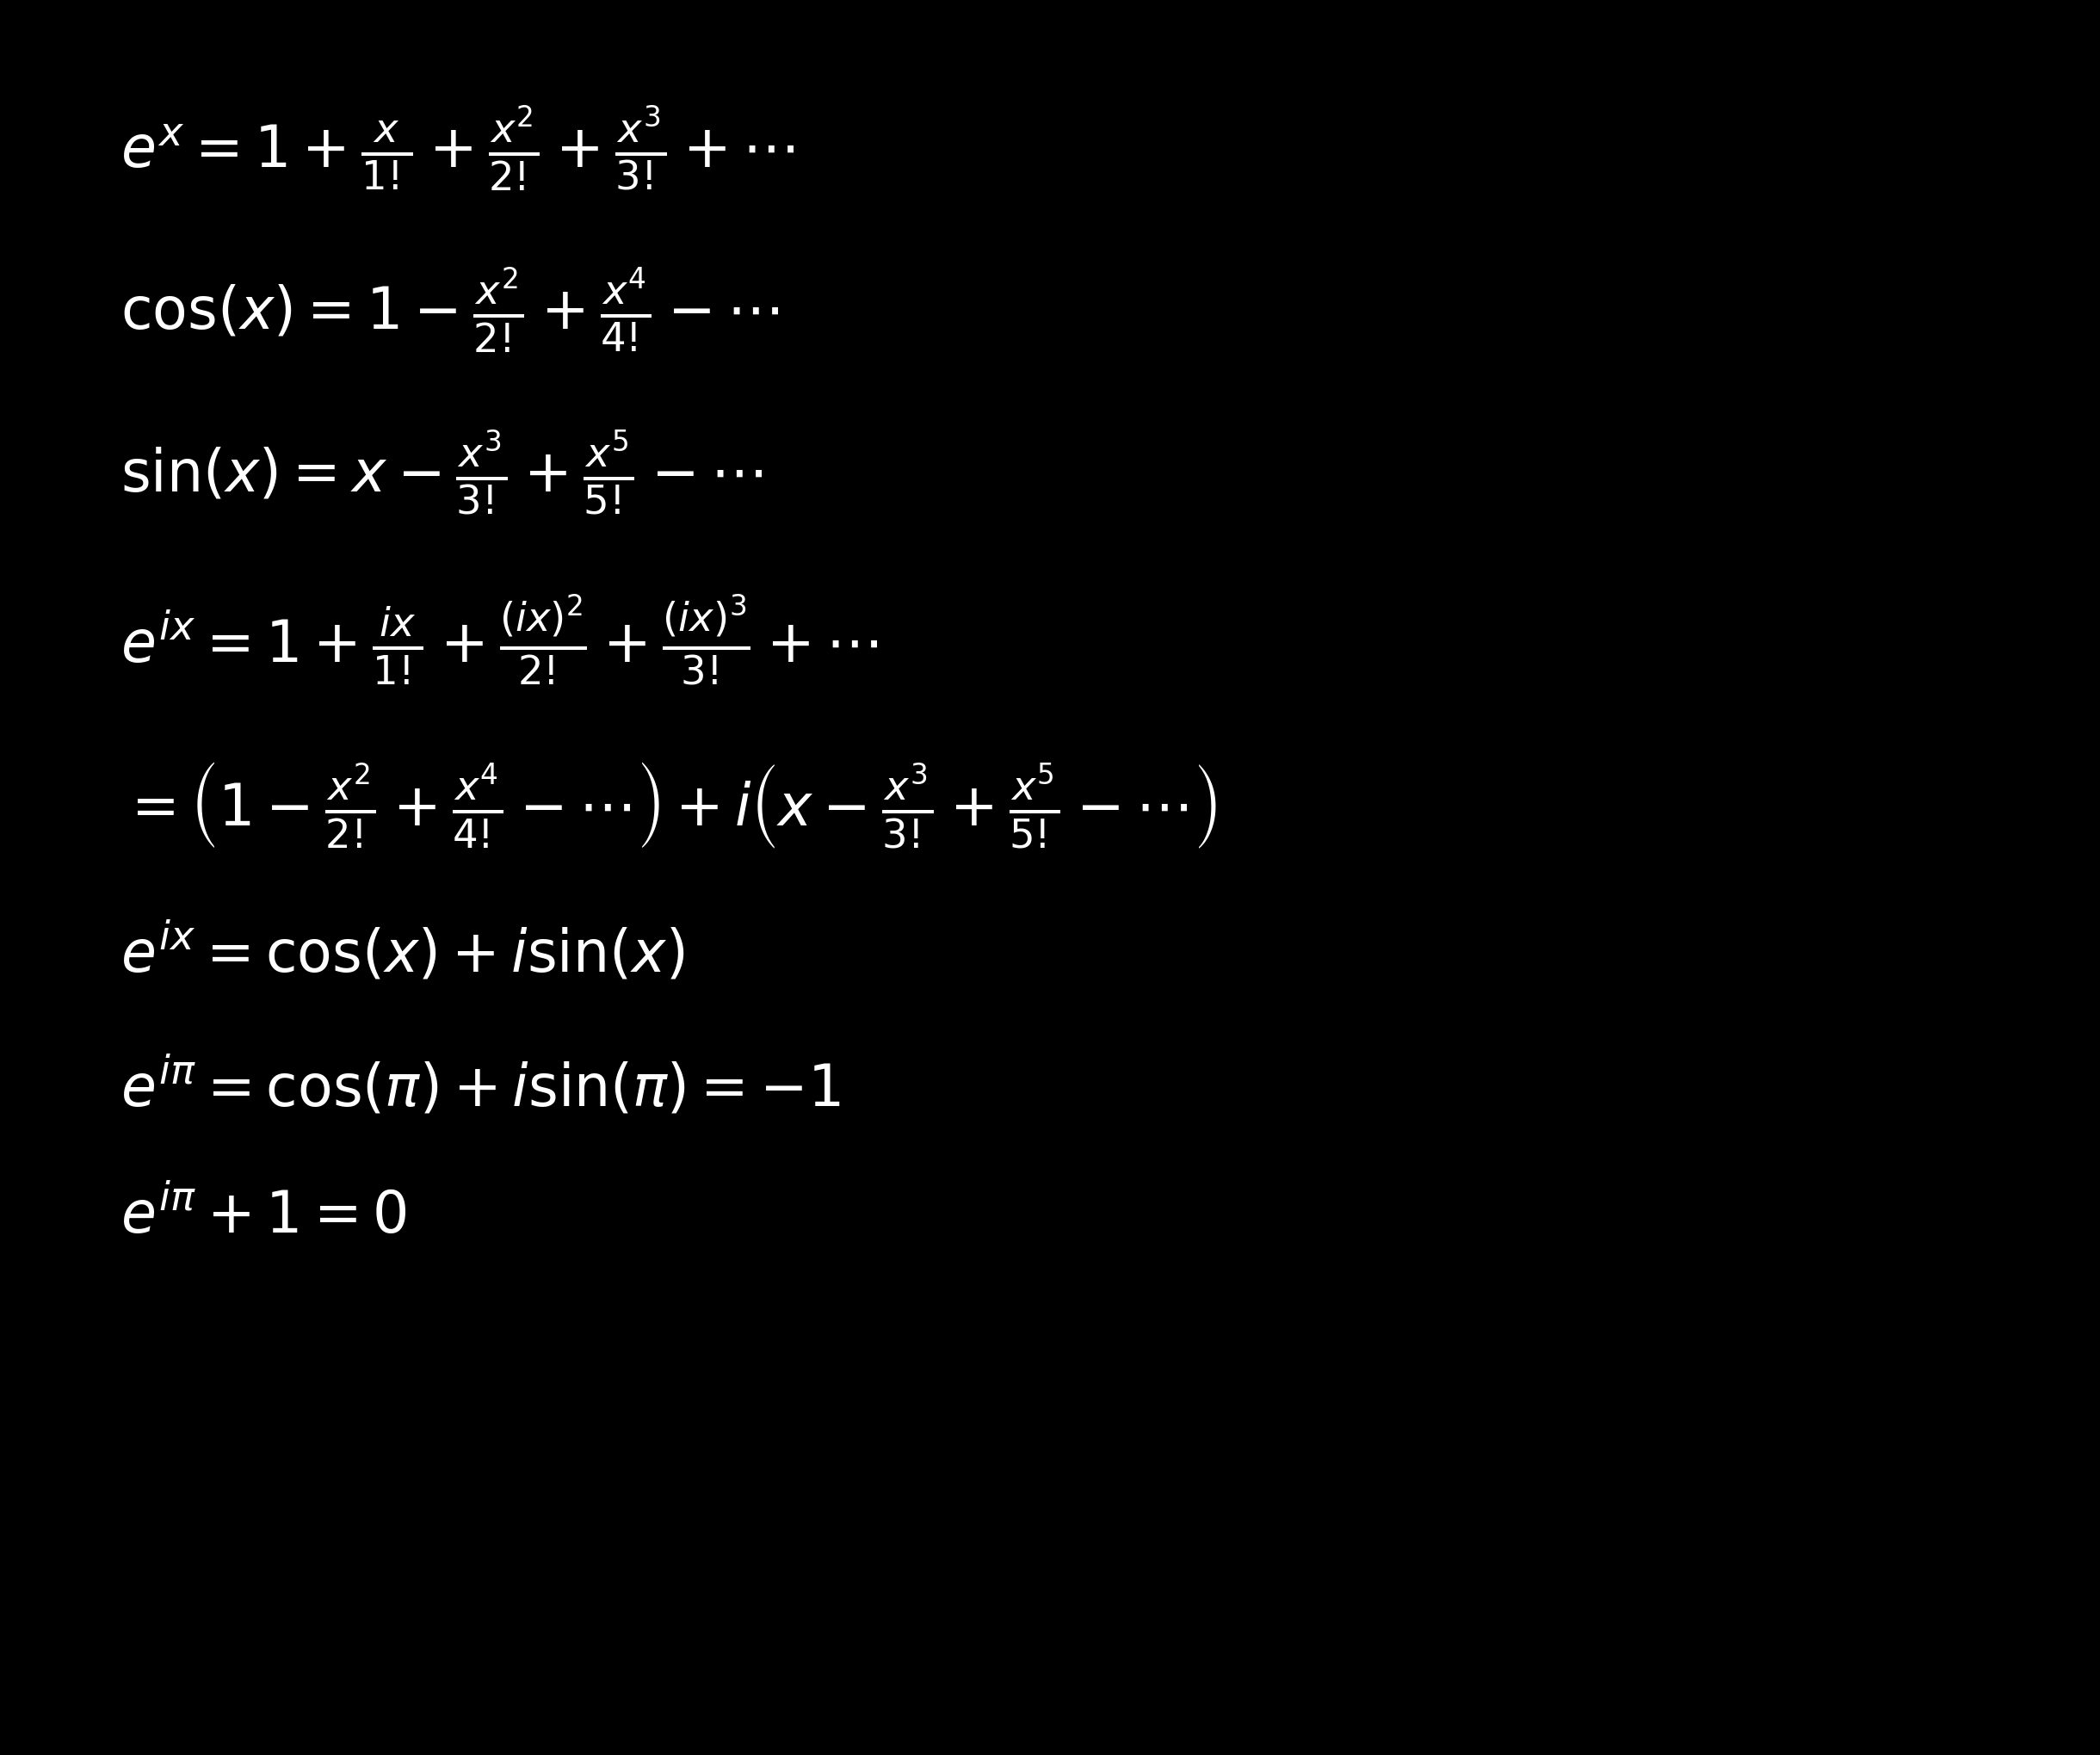 e^x = 1 + x/1! + x^2/2! + x^3/3! + ⋯
cos(x) = 1 − x^2/2! + x^4/4! − ⋯
sin(x) = x − x^3/3! + x^5/5! − ⋯
e^{ix} = 1 + ix/1! + (ix)^2/2! + (ix)^3/3! + ⋯
= (1 − x^2/2! + x^4/4! − ⋯) + i(x − x^3/3! + x^5/5! − ⋯)
e^{ix} = cos(x) + i sin(x)
e^{iπ} = cos(π) + i sin(π) = −1
e^{iπ} + 1 = 0